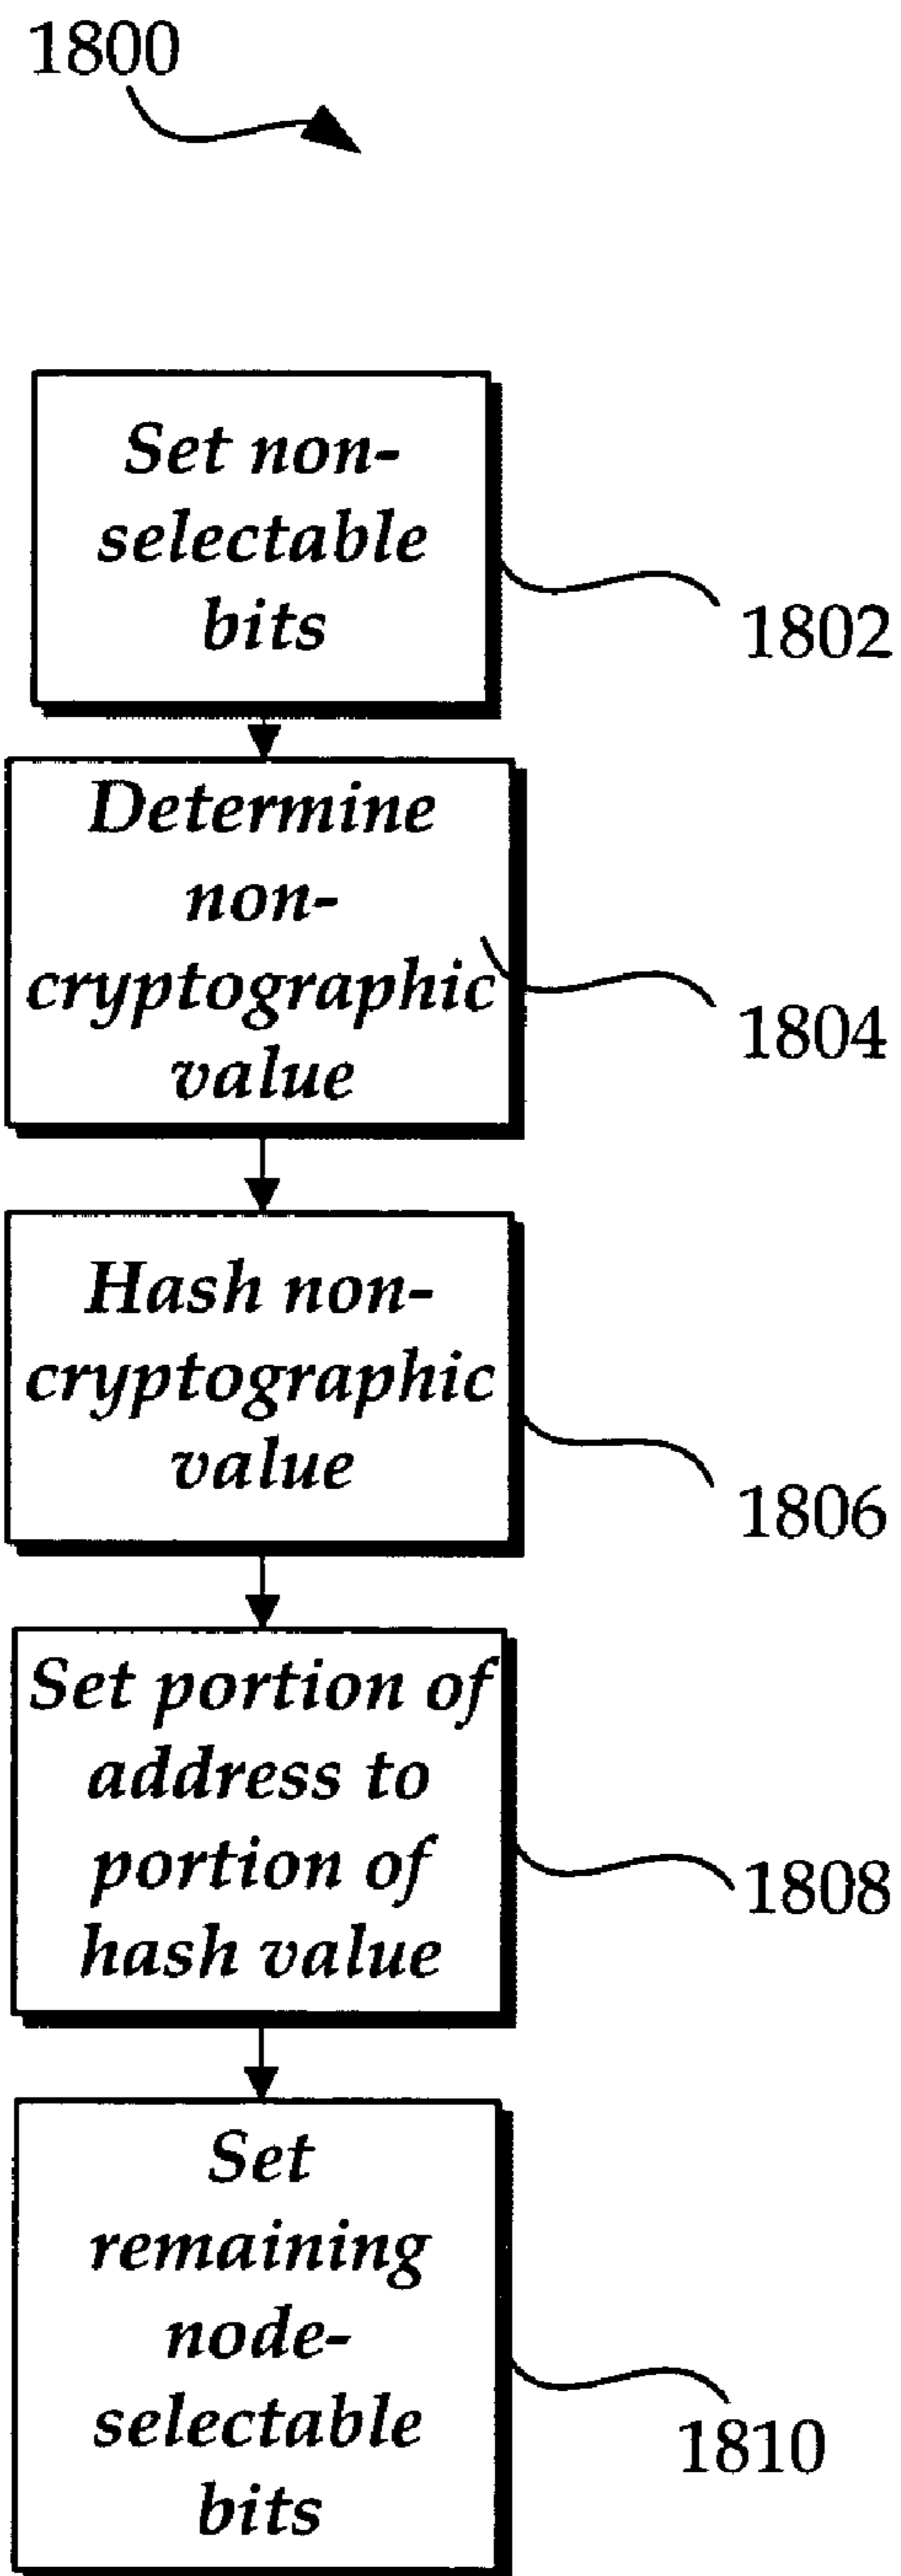 1800
Set non-
selectable
bits
1802
Determine
non-
cryptographic
value
1804
Hash non-
cryptographic
value
1806
Set portion of
address to
portion of
hash value
1808
Set
remaining
node-
selectable
bits
1810